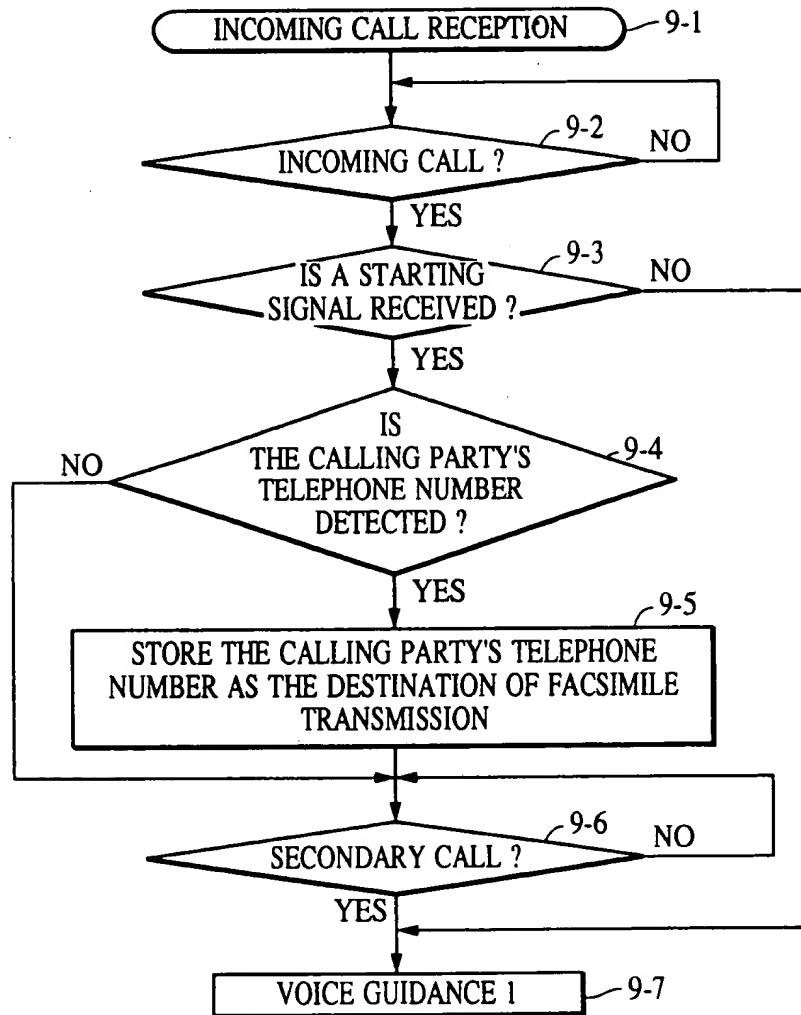 INCOMING CALL RECEPTION
9-1
9-2
INCOMING CALL ?
NO
YES
9-3
IS A STARTING
SIGNAL RECEIVED ?
NO
YES
IS
THE CALLING PARTY'S
TELEPHONE NUMBER
DETECTED ?
9-4
NO
YES
9-5
STORE THE CALLING PARTY'S TELEPHONE
NUMBER AS THE DESTINATION OF FACSIMILE
TRANSMISSION
9-6
SECONDARY CALL ?
NO
YES
VOICE GUIDANCE 1
9-7